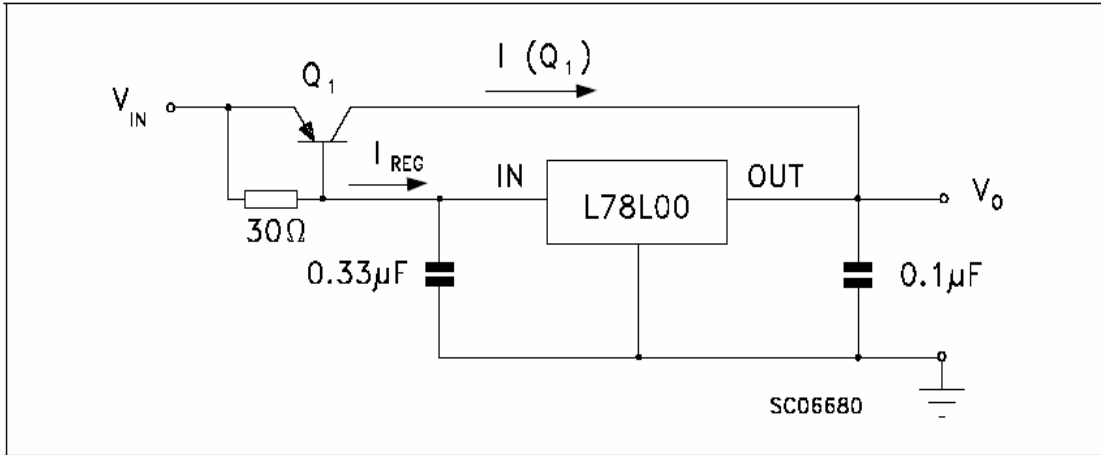 I (Q1)
Q1
VIN
IREG
IN
L78L00
OUT
VO
30Ω
0.33µF
0.1µF
SC06680